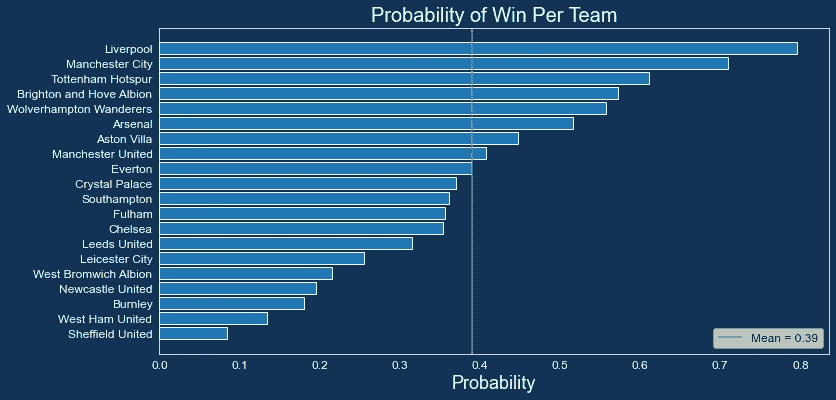 Probability of Win Per Team
Liverpool
Manchester City
Tottenham Hotspur
Brighton and Hove Albion
Wolverhampton Wanderers
Arsenal
Aston Villa
Manchester United
Everton
Crystal Palace
Southampton
Fulham
Chelsea
Leeds United
Leicester City
West Bromwich Albion
Newcastle United
Burnley
West Ham United
Sheffield United
Mean = 0.39
0.0 0.1 0.2 0.3 0.4 0.5 0.6 0.7 0.8
Probability